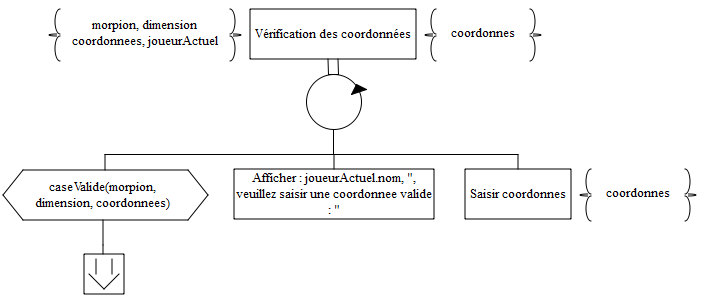 morpion, dimension
coordonnees, joueurActuel
Vérification des coordonnées
coordonnes
caseValide(morpion,
dimension, coordonnees)
Afficher : joueurActuel.nom, ",
veuillez saisir une coordonnee valide
: "
Saisir coordonnes
coordonnes